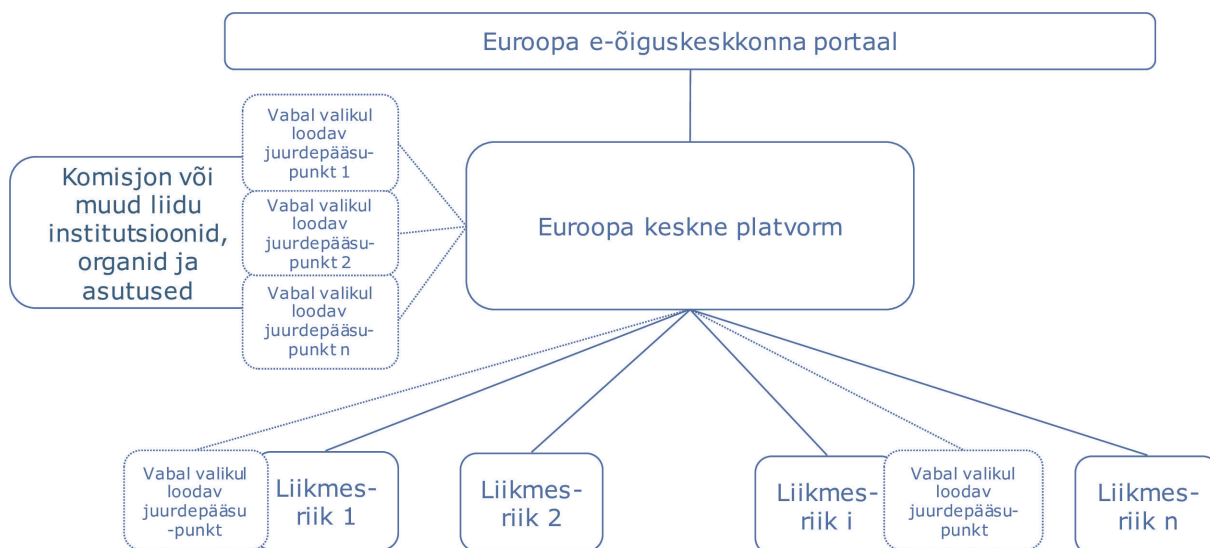 Euroopa e-õiguskeskkonna portaal
Vabal valikul
loodav
juurdepääsu-
punkt 1
Komisjon või
muud liidu
institutsioonid,
organid ja
asutused
Vabal valikul
loodav
juurdepääsu-
punkt 2
Euroopa keskne platvorm
Vabal valikul
loodav
juurdepääsu-
punkt n
Vabal valikul
loodav
juurdepääsu
-punkt
Liikmes-
riik 1
Liikmes-
riik 2
Liikmes-
riik i
Vabal valikul
loodav
juurdepääsu-
punkt
Liikmes-
riik n